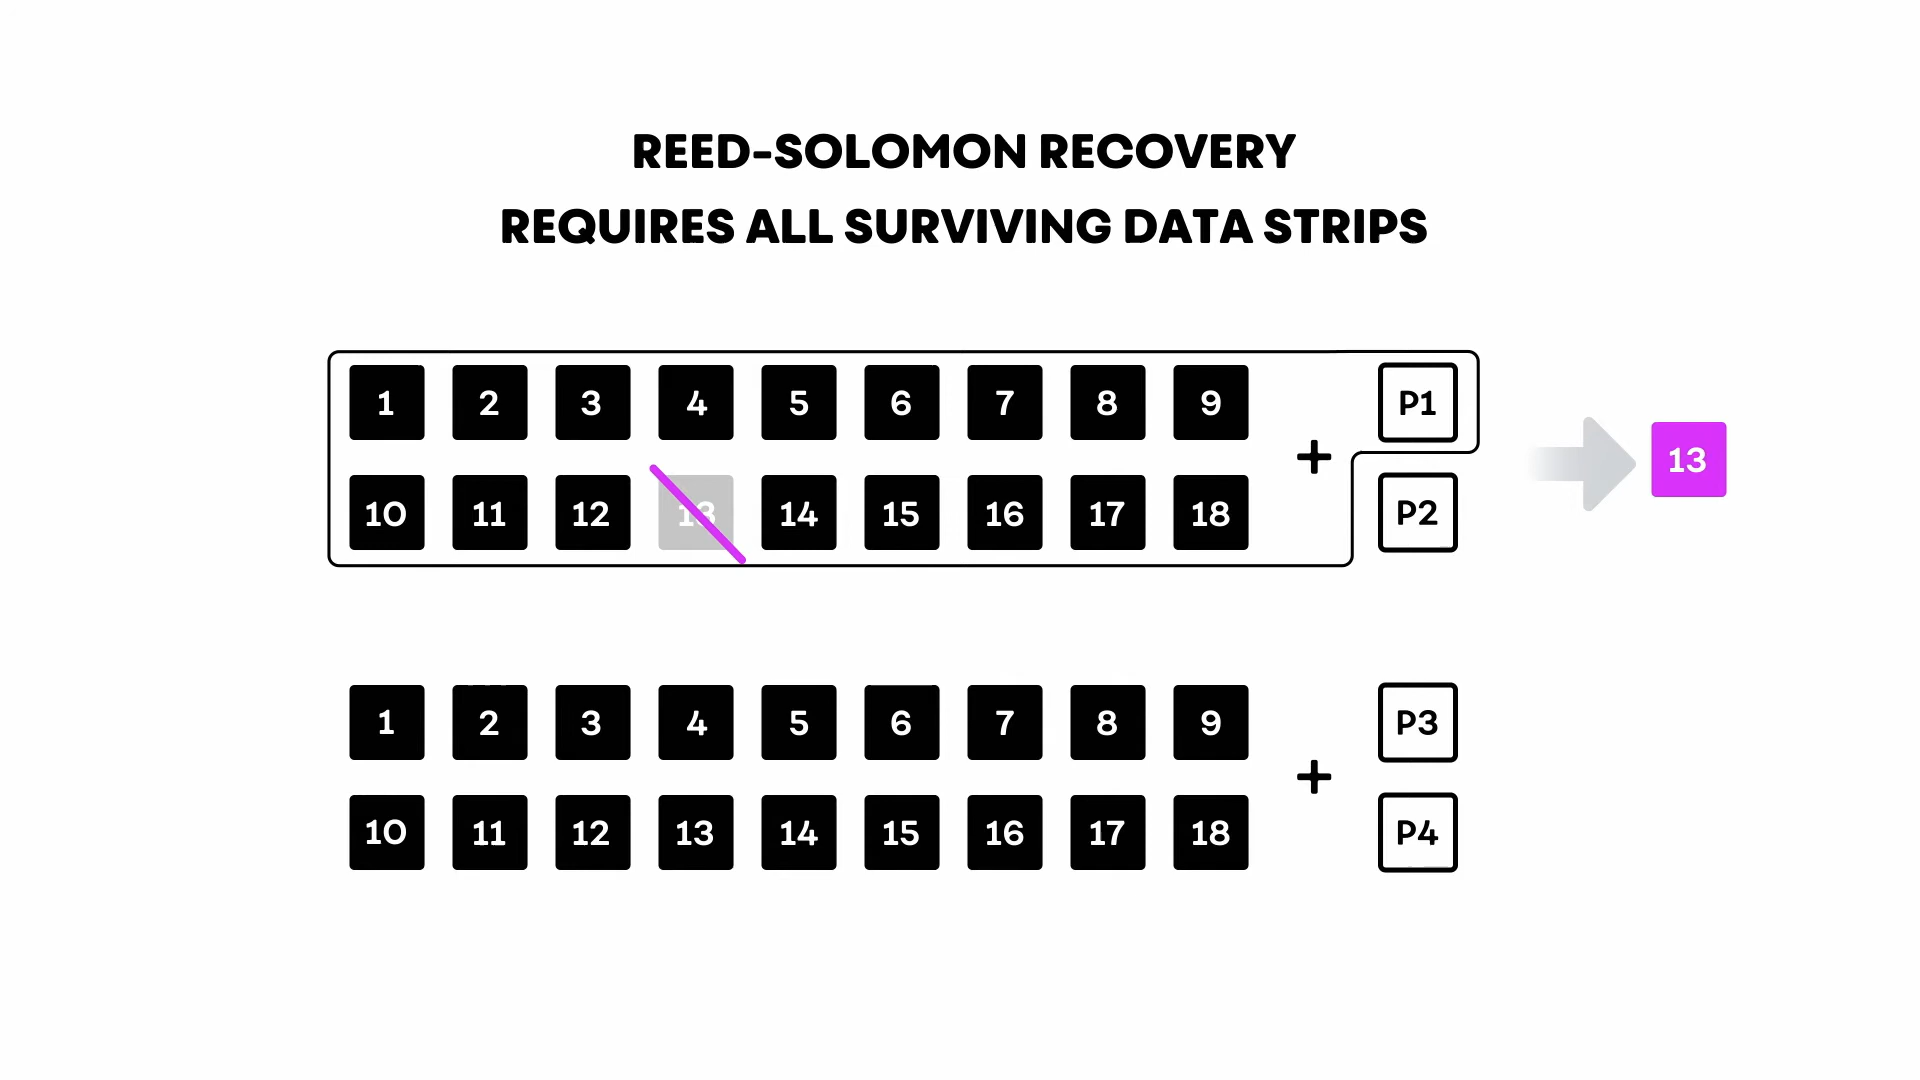 REED-SOLOMON RECOVERY
REQUIRES ALL SURVIVING DATA STRIPS
1 2 3 4 5 6 7 8 9 P1
+ 13
10 11 12 13 14 15 16 17 18 P2
1 2 3 4 5 6 7 8 9 P3
+
10 11 12 13 14 15 16 17 18 P4